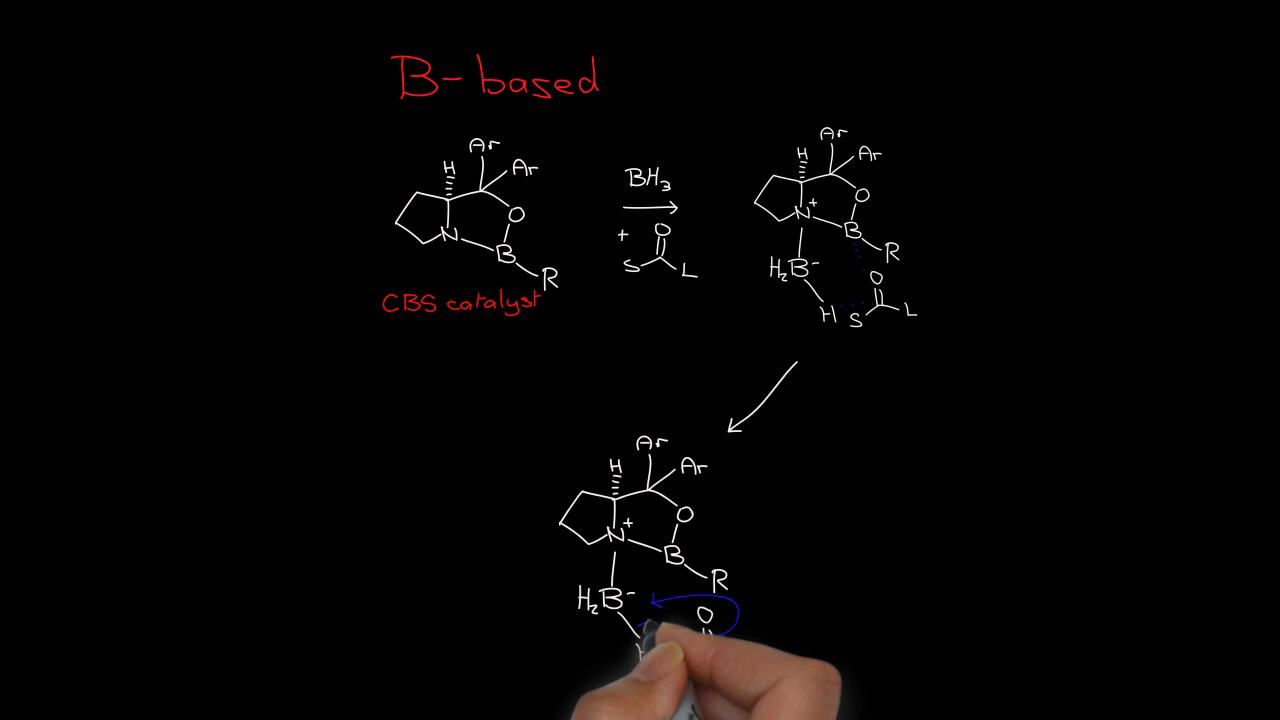 B-based
Ar
Ar
H
O
N
B
R
CBS catalyst
BH₃
+
O
S
L
Ar
Ar
H
O
N+
B
R
H₂B-
O
H
S
L
Ar
Ar
H
O
N+
B
R
H₂B-
O